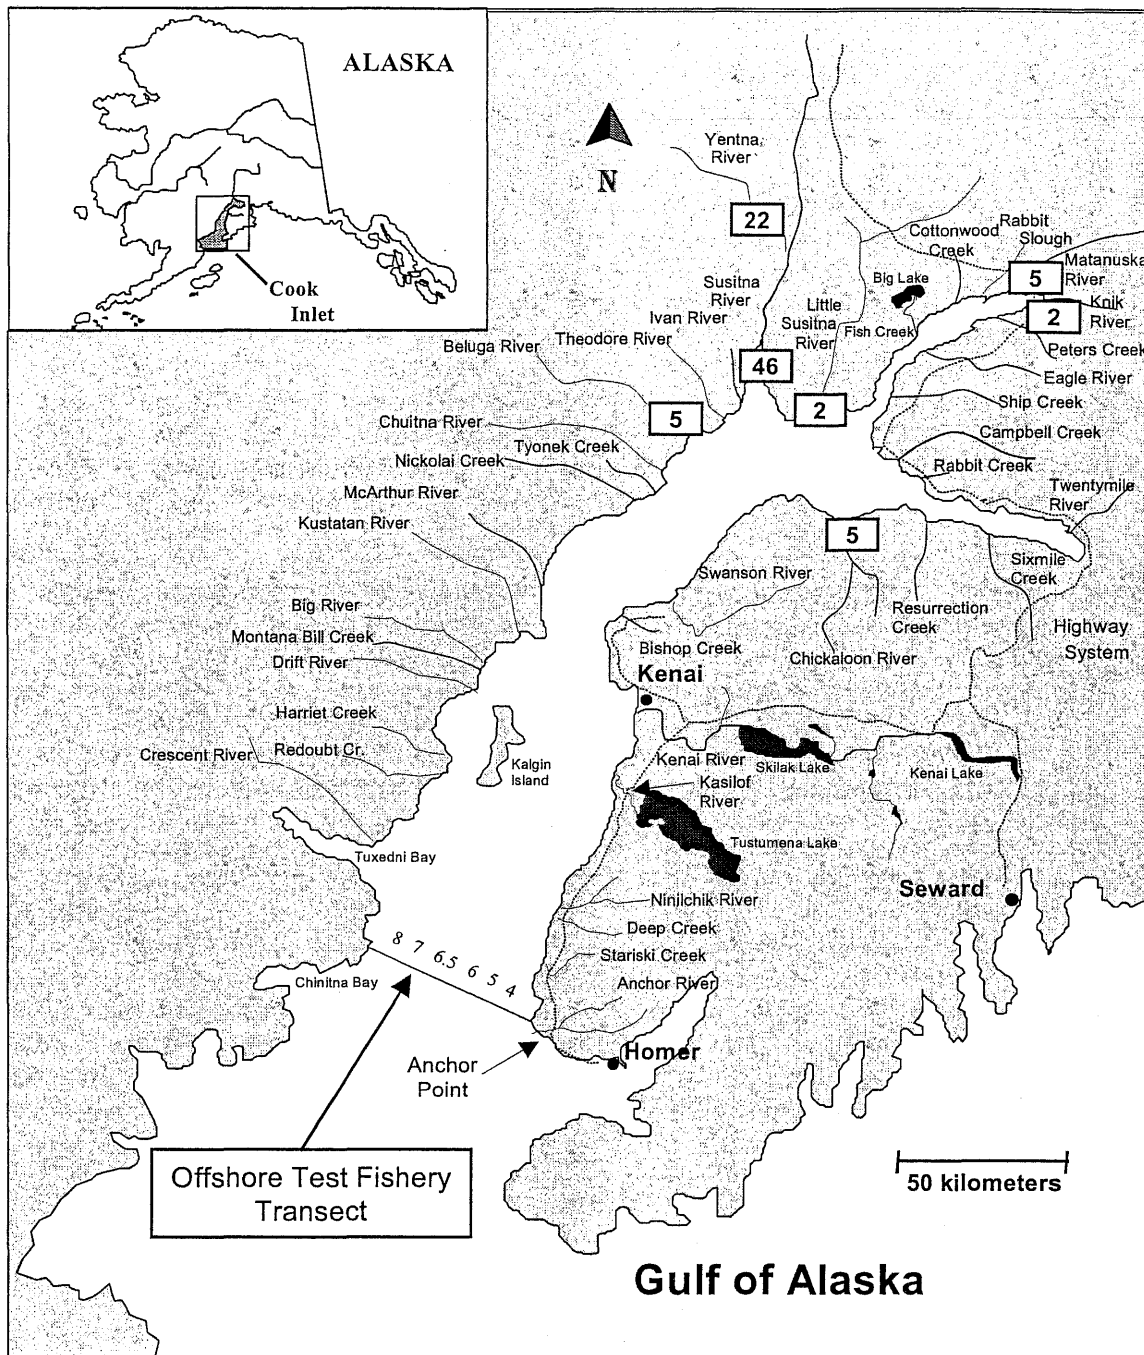 ALASKA
Cook
Inlet
N
Yentna
River
22
Rabbit
Slough
Cottonwood
Creek
Matanuska
River
5
Big Lake
Susitna
River
Ivan River
Little
Susitna
River
Fish Creek
Knik
River
2
Theodore River
Beluga River
Peters Creek
46
Eagle River
5
2
Ship Creek
Chuitna River
Tyonek Creek
Campbell Creek
Nickolai Creek
Rabbit Creek
McArthur River
Twentymile
River
Kustatan River
5
Sixmile
Creek
Swanson River
Resurrection
Creek
Big River
Highway
System
Montana Bill Creek
Bishop Creek
Chickaloon River
Drift River
Kenai
Harriet Creek
Crescent River
Redoubt Cr.
Kalgin
Island
Kenai River
Skilak Lake
Kenai Lake
Kasilof
River
Tustumena Lake
Tuxedni Bay
Seward
Ninilchik River
Deep Creek
8 7 6.5 6 5 4
Stariski Creek
Chinitna Bay
Anchor River
Homer
Anchor
Point
Offshore Test Fishery
Transect
50 kilometers
Gulf of Alaska